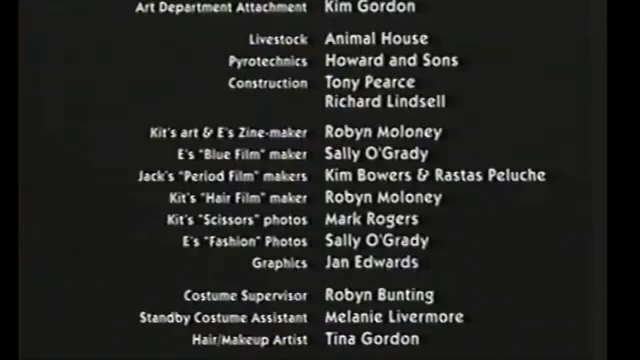 Art Department Attachment Kim Gordon
Livestock Animal House
Pyrotechnics Howard and Sons
Construction Tony Pearce
Richard Lindsell
Kit's art & E's Zine-maker Robyn Moloney
E's "Blue Film" maker Sally O'Grady
Jack's "Period Film" makers Kim Bowers & Rastas Peluche
Kit's "Hair Film" maker Robyn Moloney
Kit's "Scissors" photos Mark Rogers
E's "Fashion" Photos Sally O'Grady
Graphics Jan Edwards
Costume Supervisor Robyn Bunting
Standby Costume Assistant Melanie Livermore
Hair/Makeup Artist Tina Gordon